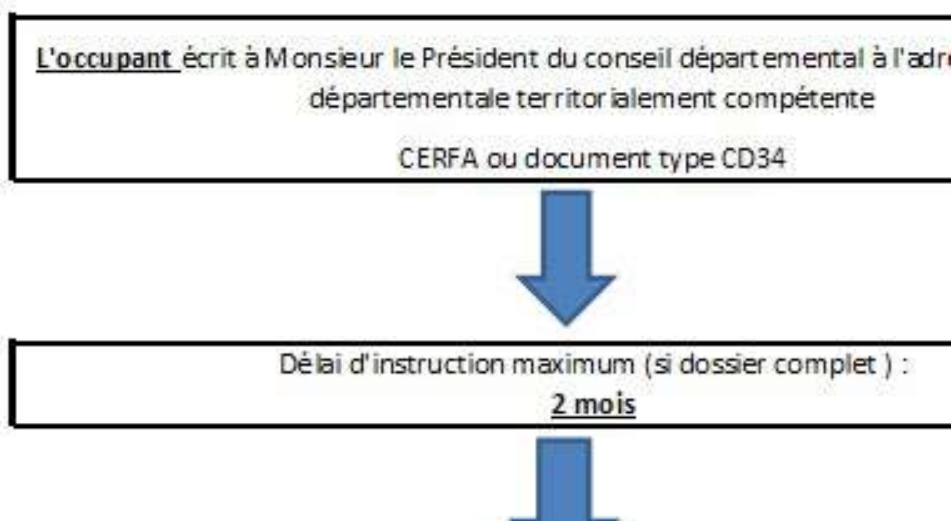 L'occupant écrit à Monsieur le Président du conseil départemental à l'adre
départementale territorialement compétente
CERFA ou document type CD34
Délai d'instruction maximum (si dossier complet ) :
2 mois